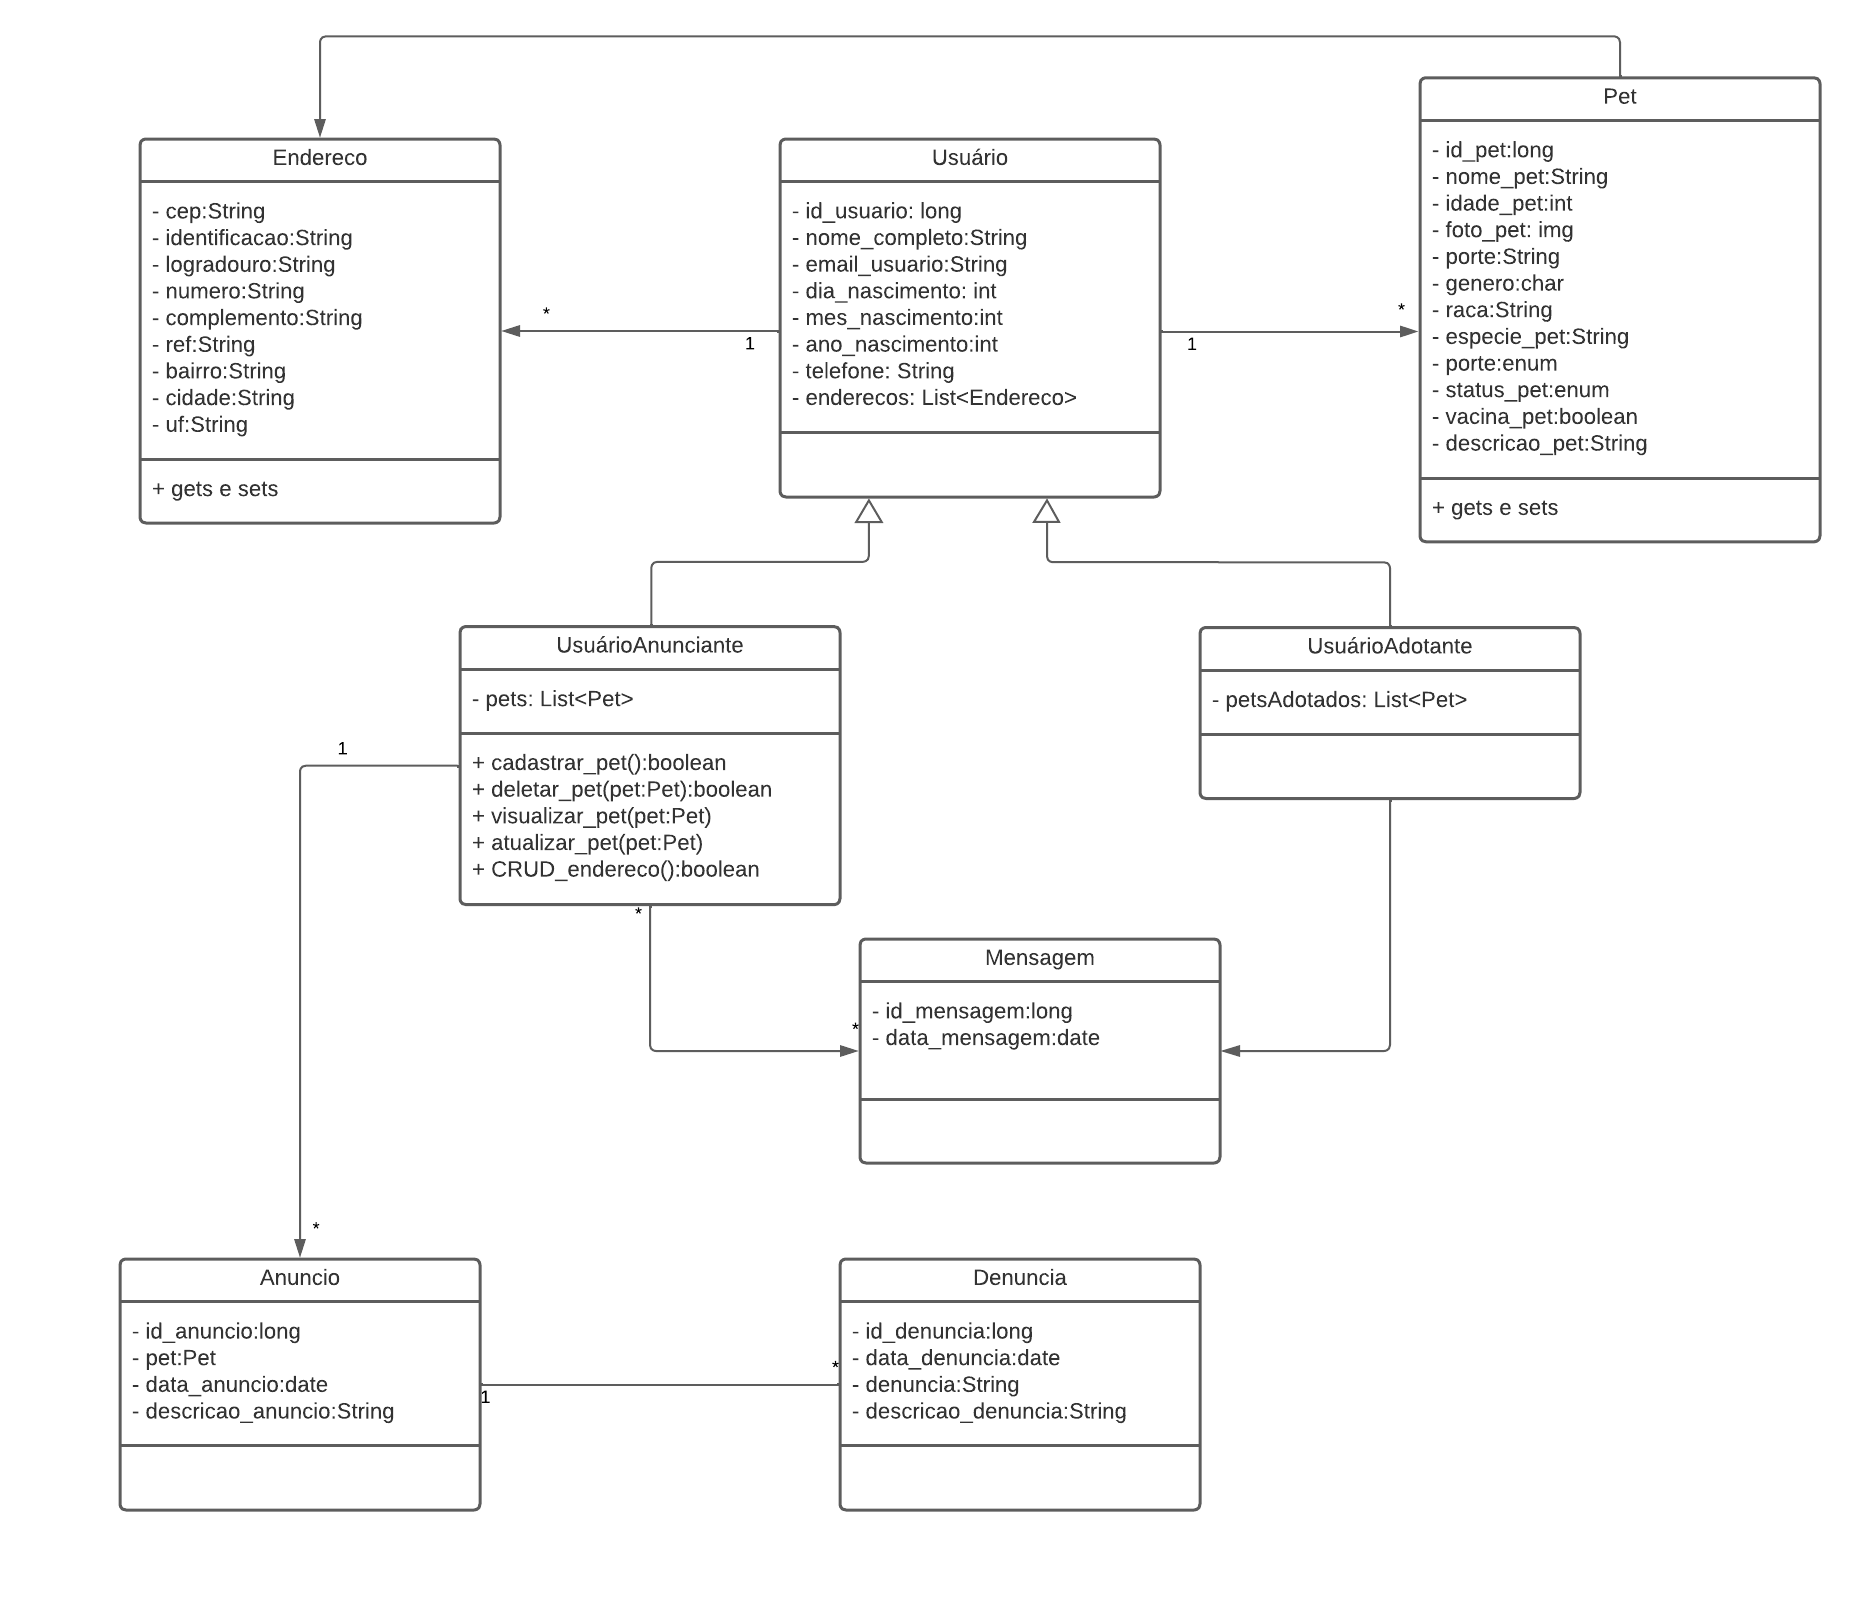 Endereco
- cep:String
- identificacao:String
- logradouro:String
- numero:String
- complemento:String
- ref:String
- bairro:String
- cidade:String
- uf:String
+ gets e sets
*
1
Usuário
- id_usuario: long
- nome_completo:String
- email_usuario:String
- dia_nascimento: int
- mes_nascimento:int
- ano_nascimento:int
- telefone: String
- enderecos: List<Endereco>
1
*
Pet
- id_pet:long
- nome_pet:String
- idade_pet:int
- foto_pet: img
- porte:String
- genero:char
- raca:String
- especie_pet:String
- porte:enum
- status_pet:enum
- vacina_pet:boolean
- descricao_pet:String
+ gets e sets
UsuárioAnunciante
- pets: List<Pet>
+ cadastrar_pet():boolean
+ deletar_pet(pet:Pet):boolean
+ visualizar_pet(pet:Pet)
+ atualizar_pet(pet:Pet)
+ CRUD_endereco():boolean
UsuárioAdotante
- petsAdotados: List<Pet>
1
*
*
*
Mensagem
- id_mensagem:long
- data_mensagem:date
Anuncio
- id_anuncio:long
- pet:Pet
- data_anuncio:date
- descricao_anuncio:String
1
*
Denuncia
- id_denuncia:long
- data_denuncia:date
- denuncia:String
- descricao_denuncia:String